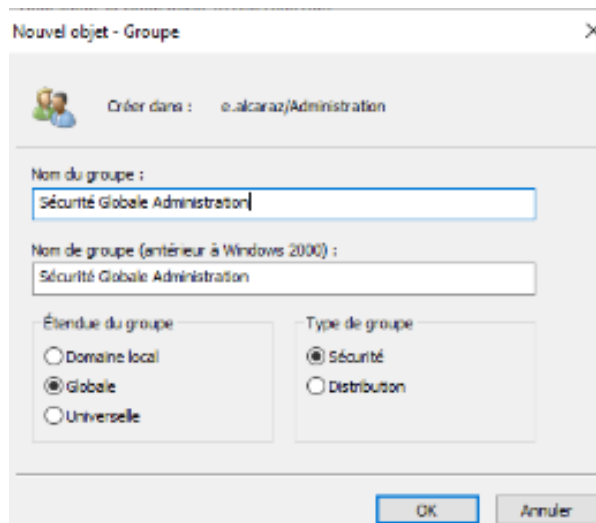 Nouvel objet - Groupe
Créer dans : e.alcaraz/Administration
Nom du groupe :
Sécurité Globale Administration
Nom de groupe (antérieur à Windows 2000) :
Sécurité Globale Administration
Étendue du groupe
Domaine local
Globale
Universelle
Type de groupe
Sécurité
Distribution
OK
Annuler